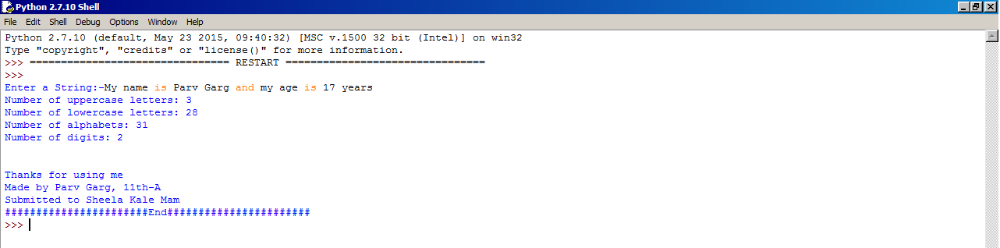 Python 2.7.10 Shell
File Edit Shell Debug Options Window Help
Python 2.7.10 (default, May 23 2015, 09:40:32) [MSC v.1500 32 bit (Intel)] on win32
Type "copyright", "credits" or "license()" for more information.
>>> ================================ RESTART ================================
>>>
Enter a String:-My name is Parv Garg and my age is 17 years
Number of uppercase letters: 3
Number of lowercase letters: 28
Number of alphabets: 31
Number of digits: 2
Thanks for using me
Made by Parv Garg, 11th-A
Submitted to Sheela Kale Mam
#######################End#######################
>>>